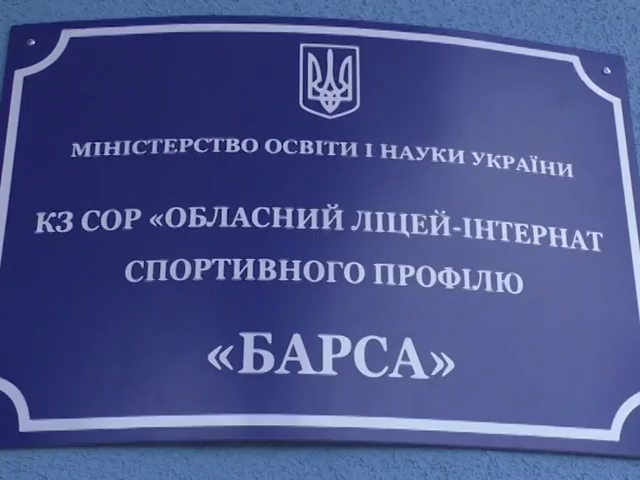 МІНІСТЕРСТВО ОСВІТИ І НАУКИ УКРАЇНИ
КЗ СОР «ОБЛАСНИЙ ЛІЦЕЙ-ІНТЕРНАТ
СПОРТИВНОГО ПРОФІЛЮ
«БАРСА»